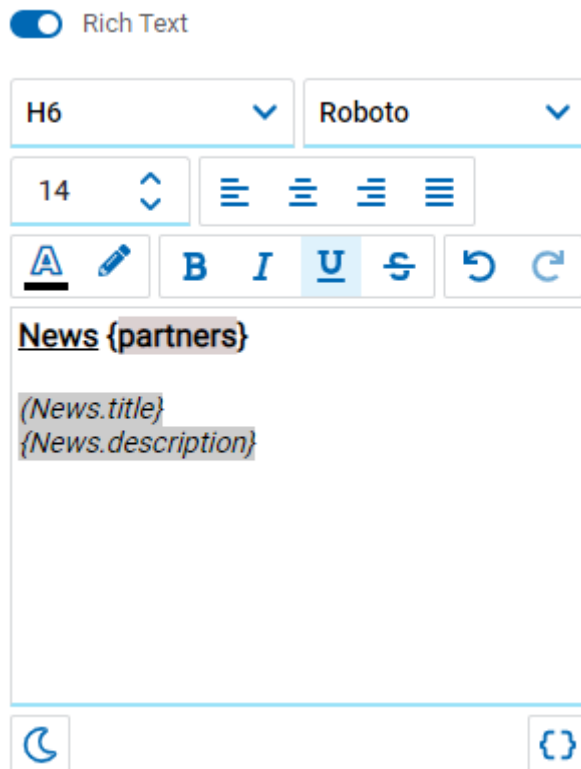 Rich Text
H6
Roboto
14
A
B I U S
News {partners}
(News.title}
{News.description}
{}